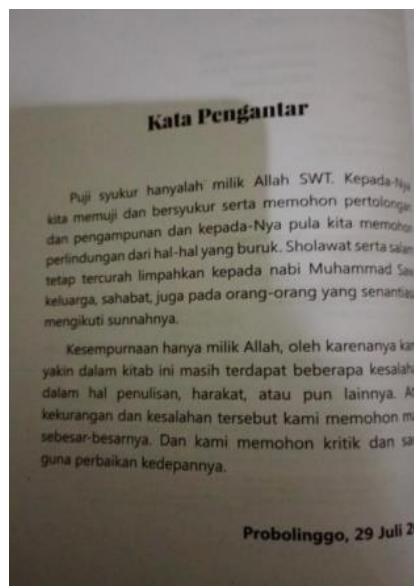 Kata Pengantar
Puji syukur hanyalah milik Allah SWT. Kepada-Nya
kita memuji dan bersyukur serta memohon pertolongan
dan pengampunan dan kepada-Nya pula kita memohon
perlindungan dari hal-hal yang buruk. Sholawat serta salam
tetap tercurah limpahkan kepada nabi Muhammad
keluarga, sahabat, juga pada orang-orang yang
mengikuti sunnahnya.
Kesempurnaan hanya milik Allah, oleh karenanya
yakin dalam kitab ini masih terdapat beberapa
dalam hal penulisan, harakat, atau pun lainnya.
kekurangan dan kesalahan tersebut kami memohon
sebesar-besarnya. Dan kami memohon kritik dan
guna perbaikan kedepannya.
Probolinggo, 29 Juli